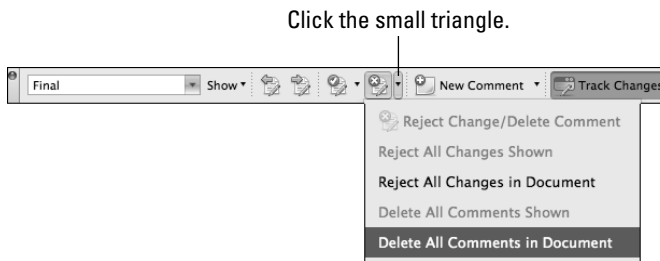 Click the small triangle.
Final Show New Comment Track Changes
Reject Change/Delete Comment
Reject All Changes Shown
Reject All Changes in Document
Delete All Comments Shown
Delete All Comments in Document